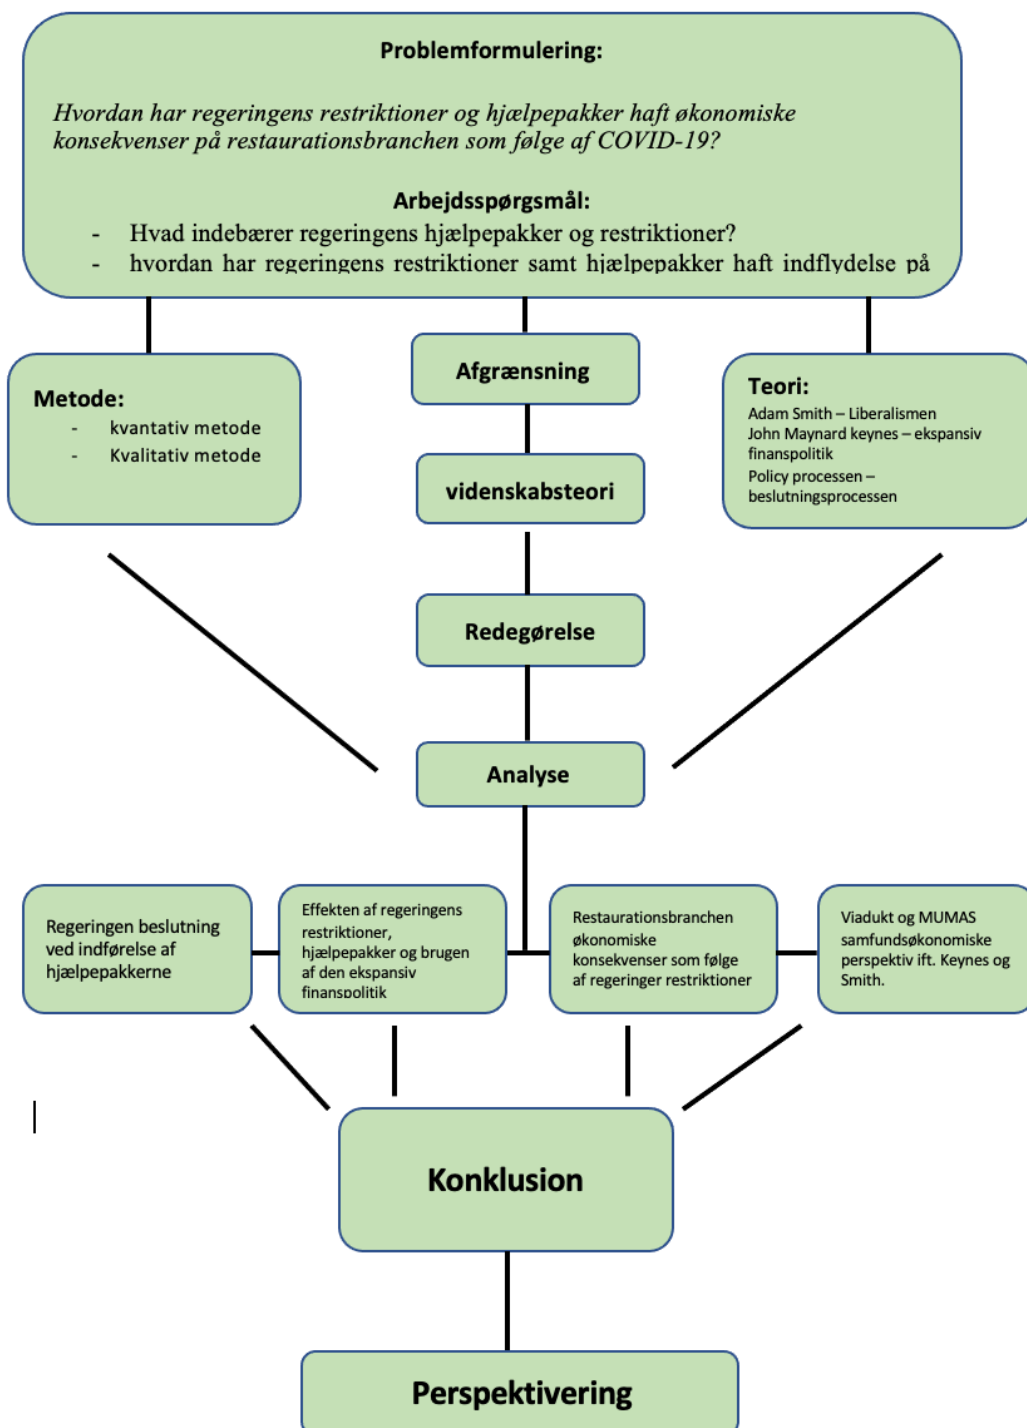 Problemformulering:
Hvordan har regeringens restriktioner og hjælpepakker haft økonomiske
konsekvenser på restaurationsbranchen som følge af COVID-19?
Arbejdsspørgsmål:
- Hvad indebærer regeringens hjælpepakker og restriktioner?
- hvordan har regeringens restriktioner samt hjælpepakker haft indflydelse på
Metode:
- kvantativ metode
- Kvalitativ metode
Afgrænsning
videnskabsteori
Redegørelse
Analyse
Teori:
Adam Smith – Liberalismen
John Maynard keynes – ekspansiv
finanspolitik
Policy processen –
beslutningsprocessen
Regeringen beslutning
ved indførelse af
hjælpepakkerne
Effekten af regeringens
restriktioner,
hjælpepakker og brugen
af den ekspansiv
finanspolitik
Restaurationsbranchen
økonomiske
konsekvenser som følge
af regeringer restriktioner
Viadukt og MUMAS
samfundsøkonomiske
perspektiv ift. Keynes og
Smith.
Konklusion
Perspektivering